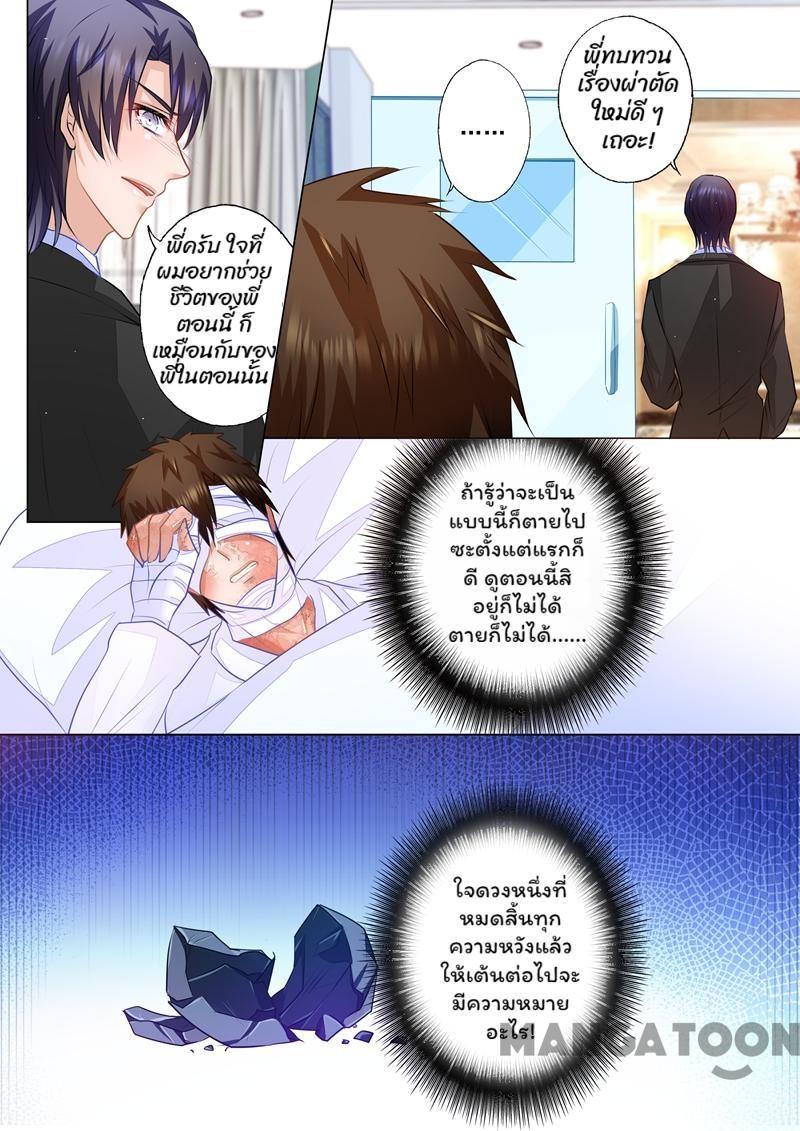 พี่ครับ ใจที่
ผมอยากช่วย
ชีวิตของพี่
ตอนนี้ ก็
เหมือนกับของ
พี่ในตอนนั้น
......
พี่ทบทวน
เรื่องผ่าตัด
ใหม่ดี ๆ
เถอะ!
ถ้ารู้ว่าจะเป็น
แบบนี้ก็ตายไป
ซะตั้งแต่แรกก็
ดี ดูตอนนี้สิ
อยู่ก็ไม่ได้
ตายก็ไม่ได้......
ใจดวงหนึ่งที่
หมดสิ้นทุก
ความหวังแล้ว
ให้เต้นต่อไปจะ
มีความหมาย
อะไร!
MANGATOON